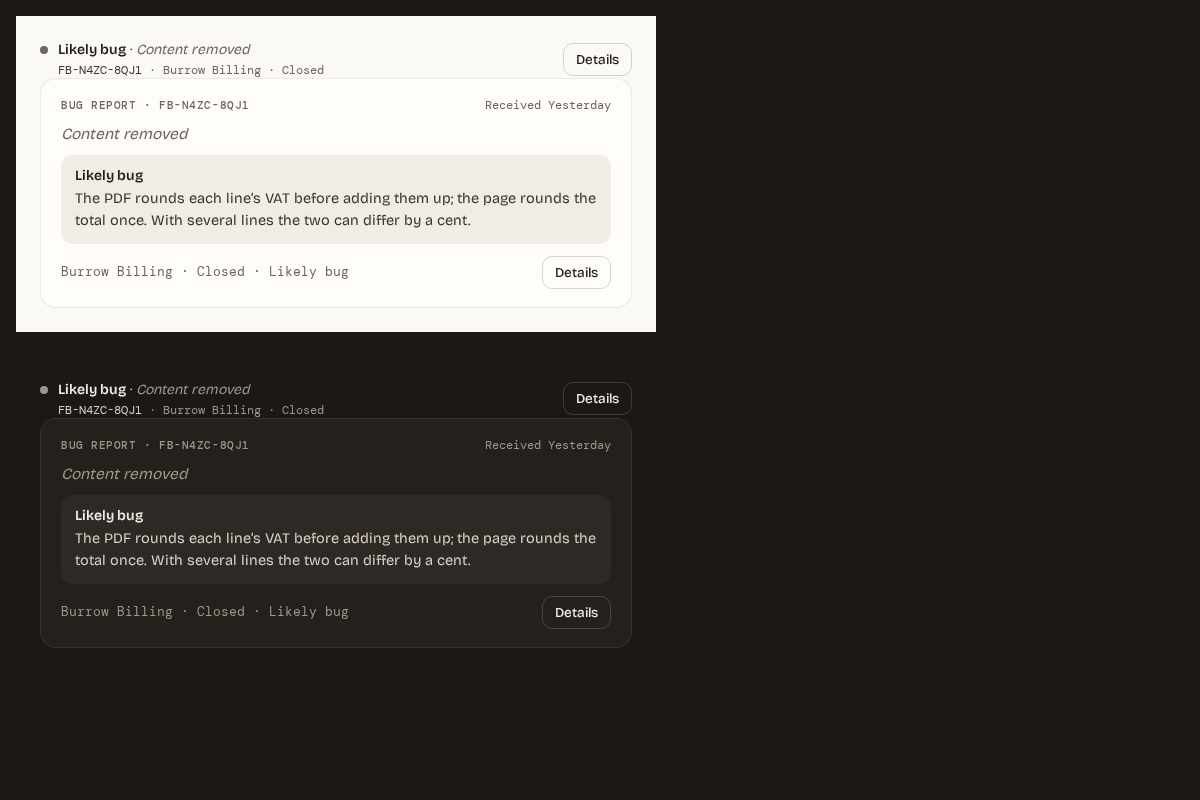 Likely bug · Content removed
FB-N4ZC-8QJ1 · Burrow Billing · Closed
Details
BUG REPORT · FB-N4ZC-8QJ1
Received Yesterday
Content removed
Likely bug
The PDF rounds each line’s VAT before adding them up; the page rounds the
total once. With several lines the two can differ by a cent.
Burrow Billing · Closed · Likely bug
Details
Likely bug · Content removed
FB-N4ZC-8QJ1 · Burrow Billing · Closed
Details
BUG REPORT · FB-N4ZC-8QJ1
Received Yesterday
Content removed
Likely bug
The PDF rounds each line’s VAT before adding them up; the page rounds the
total once. With several lines the two can differ by a cent.
Burrow Billing · Closed · Likely bug
Details